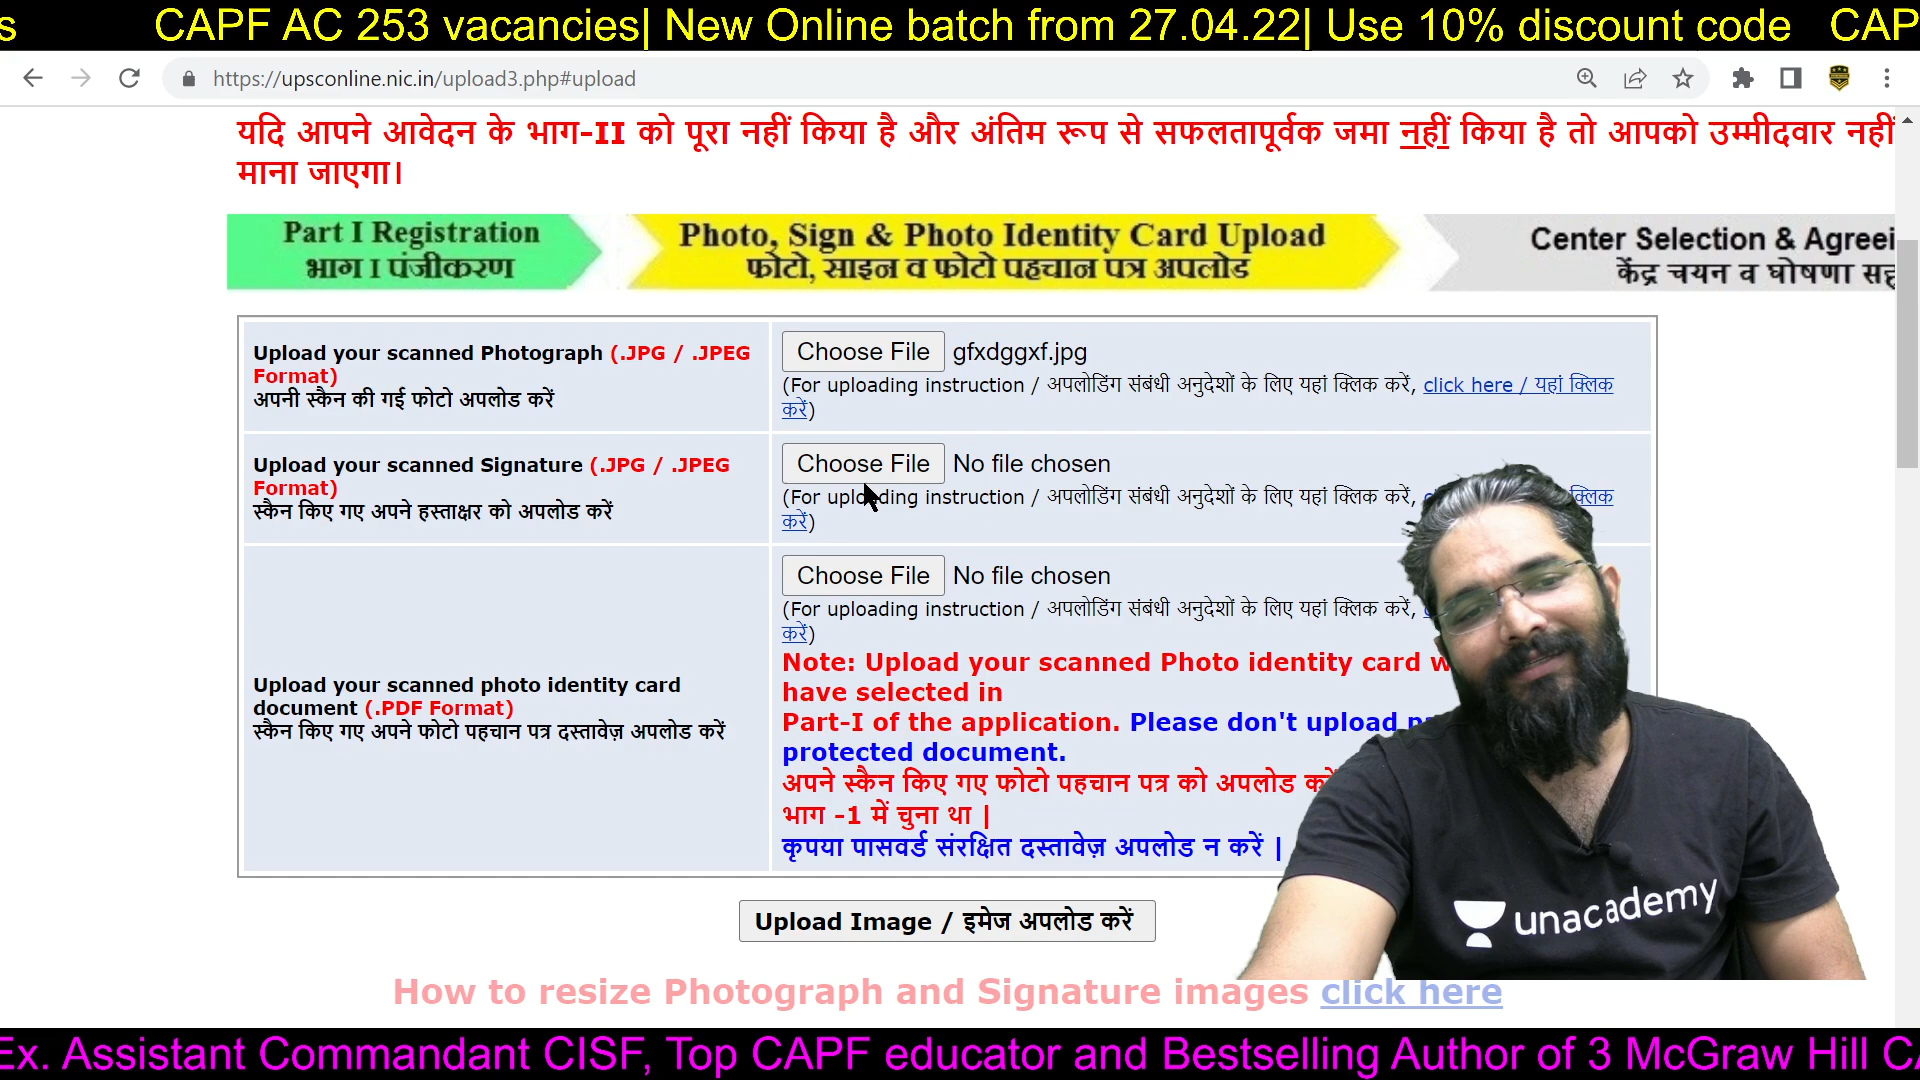 s CAPF AC 253 vacancies| New Online batch from 27.04.22| Use 10% discount code CAP
https://upsconline.nic.in/upload3.php#upload
यदि आपने आवेदन के भाग-II को पूरा नहीं किया है और अंतिम रूप से सफलतापूर्वक जमा नहीं किया है तो आपको उम्मीदवार नहीं
माना जाएगा।
Part I Registration
भाग I पंजीकरण
Photo, Sign & Photo Identity Card Upload
फोटो, साइन व फोटो पहचान पत्र अपलोड
Center Selection & Agreei
केंद्र चयन व घोषणा सह
Upload your scanned Photograph (.JPG / .JPEG
Format)
अपनी स्कैन की गई फोटो अपलोड करें
Choose File gfxdggxf.jpg
(For uploading instruction / अपलोडिंग संबंधी अनुदेशों के लिए यहां क्लिक करें, click here / यहां क्लिक
करें)
Upload your scanned Signature (.JPG / .JPEG
Format)
स्कैन किए गए अपने हस्ताक्षर को अपलोड करें
Choose File No file chosen
(For uploading instruction / अपलोडिंग संबंधी अनुदेशों के लिए यहां क्लिक करें, क्लिक
करें)
Upload your scanned photo identity card
document (.PDF Format)
स्कैन किए गए अपने फोटो पहचान पत्र दस्तावेज़ अपलोड करें
Choose File No file chosen
(For uploading instruction / अपलोडिंग संबंधी अनुदेशों के लिए यहां क्लिक करें,
करें)
Note: Upload your scanned Photo identity card
have selected in
Part-I of the application. Please don't upload
protected document.
अपने स्कैन किए गए फोटो पहचान पत्र को अपलोड
भाग -1 में चुना था |
कृपया पासवर्ड संरक्षित दस्तावेज़ अपलोड न करें |
Upload Image / इमेज अपलोड करें
How to resize Photograph and Signature images click here
unacademy
Ex. Assistant Commandant CISF, Top CAPF educator and Bestselling Author of 3 McGraw Hill CA